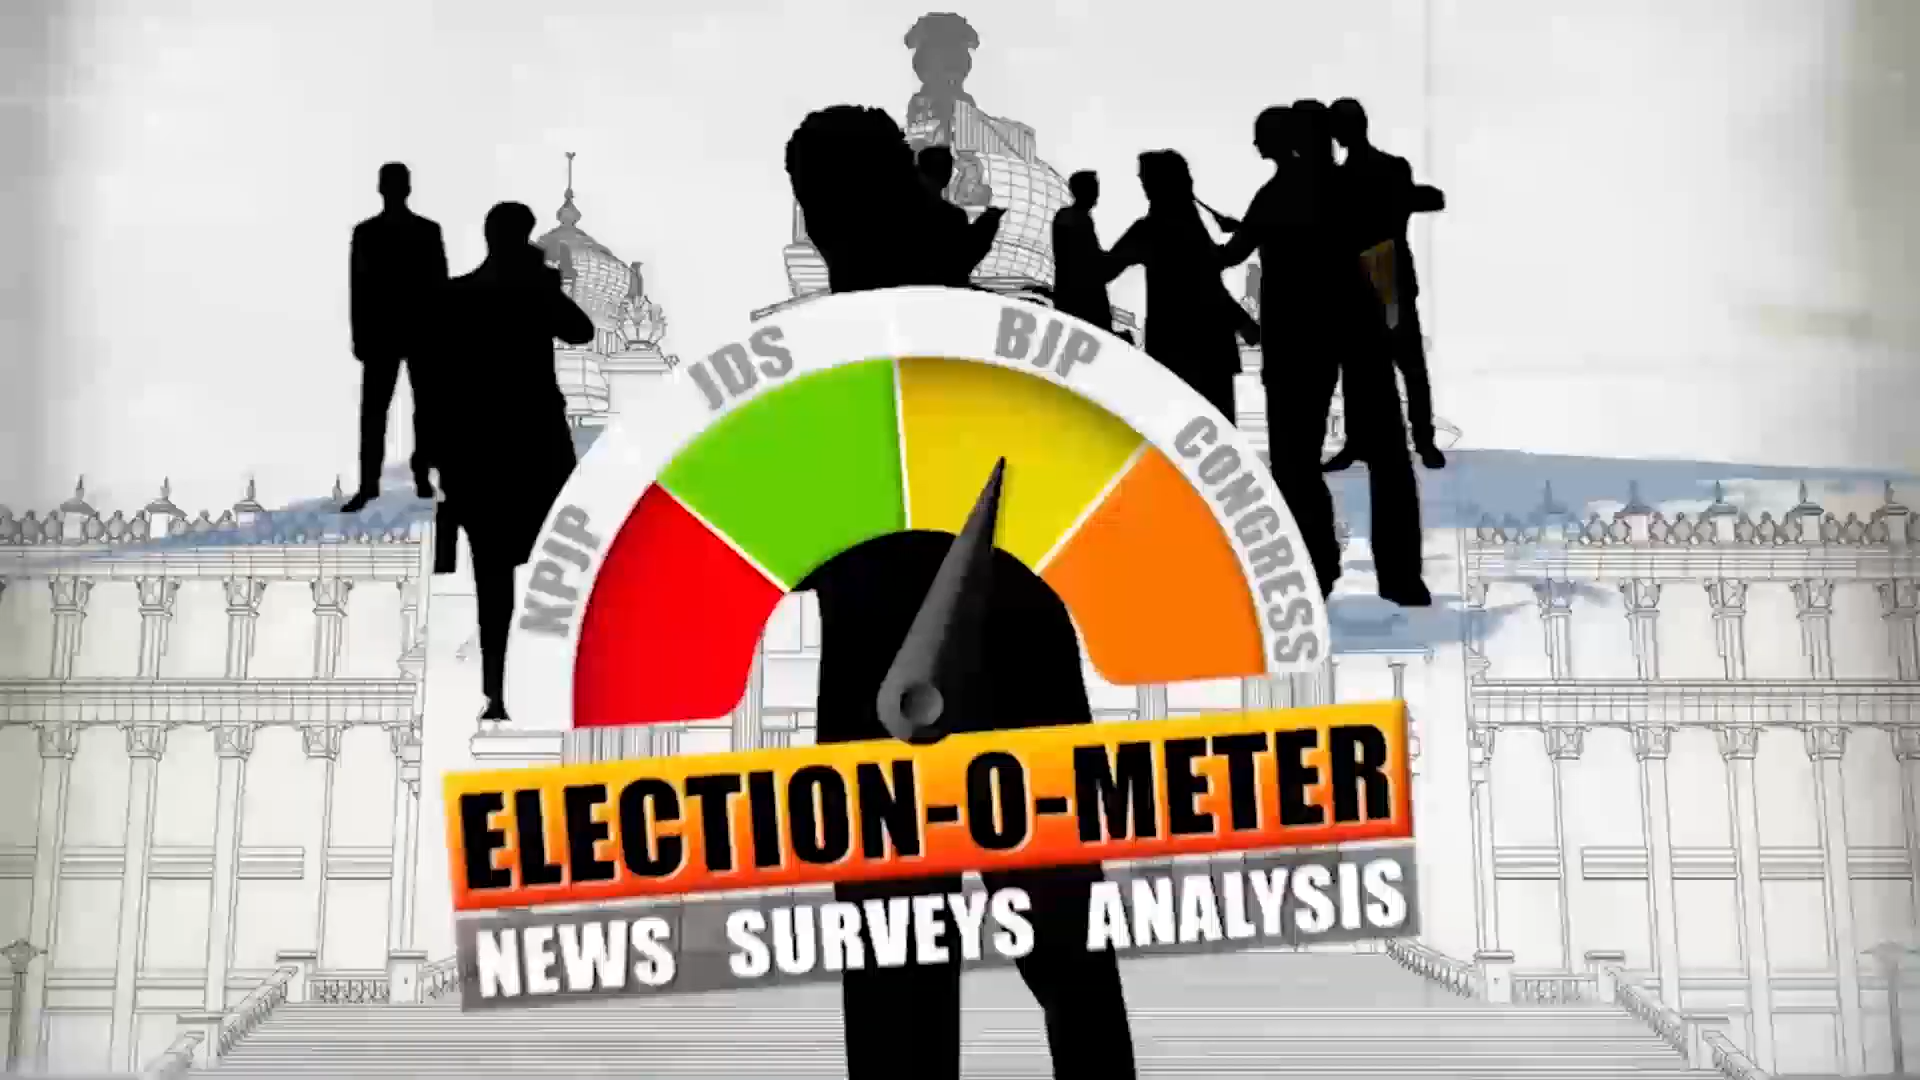 KPJP
JDS
BJP
CONGRESS
ELECTION-O-METER
NEWS SURVEYS ANALYSIS